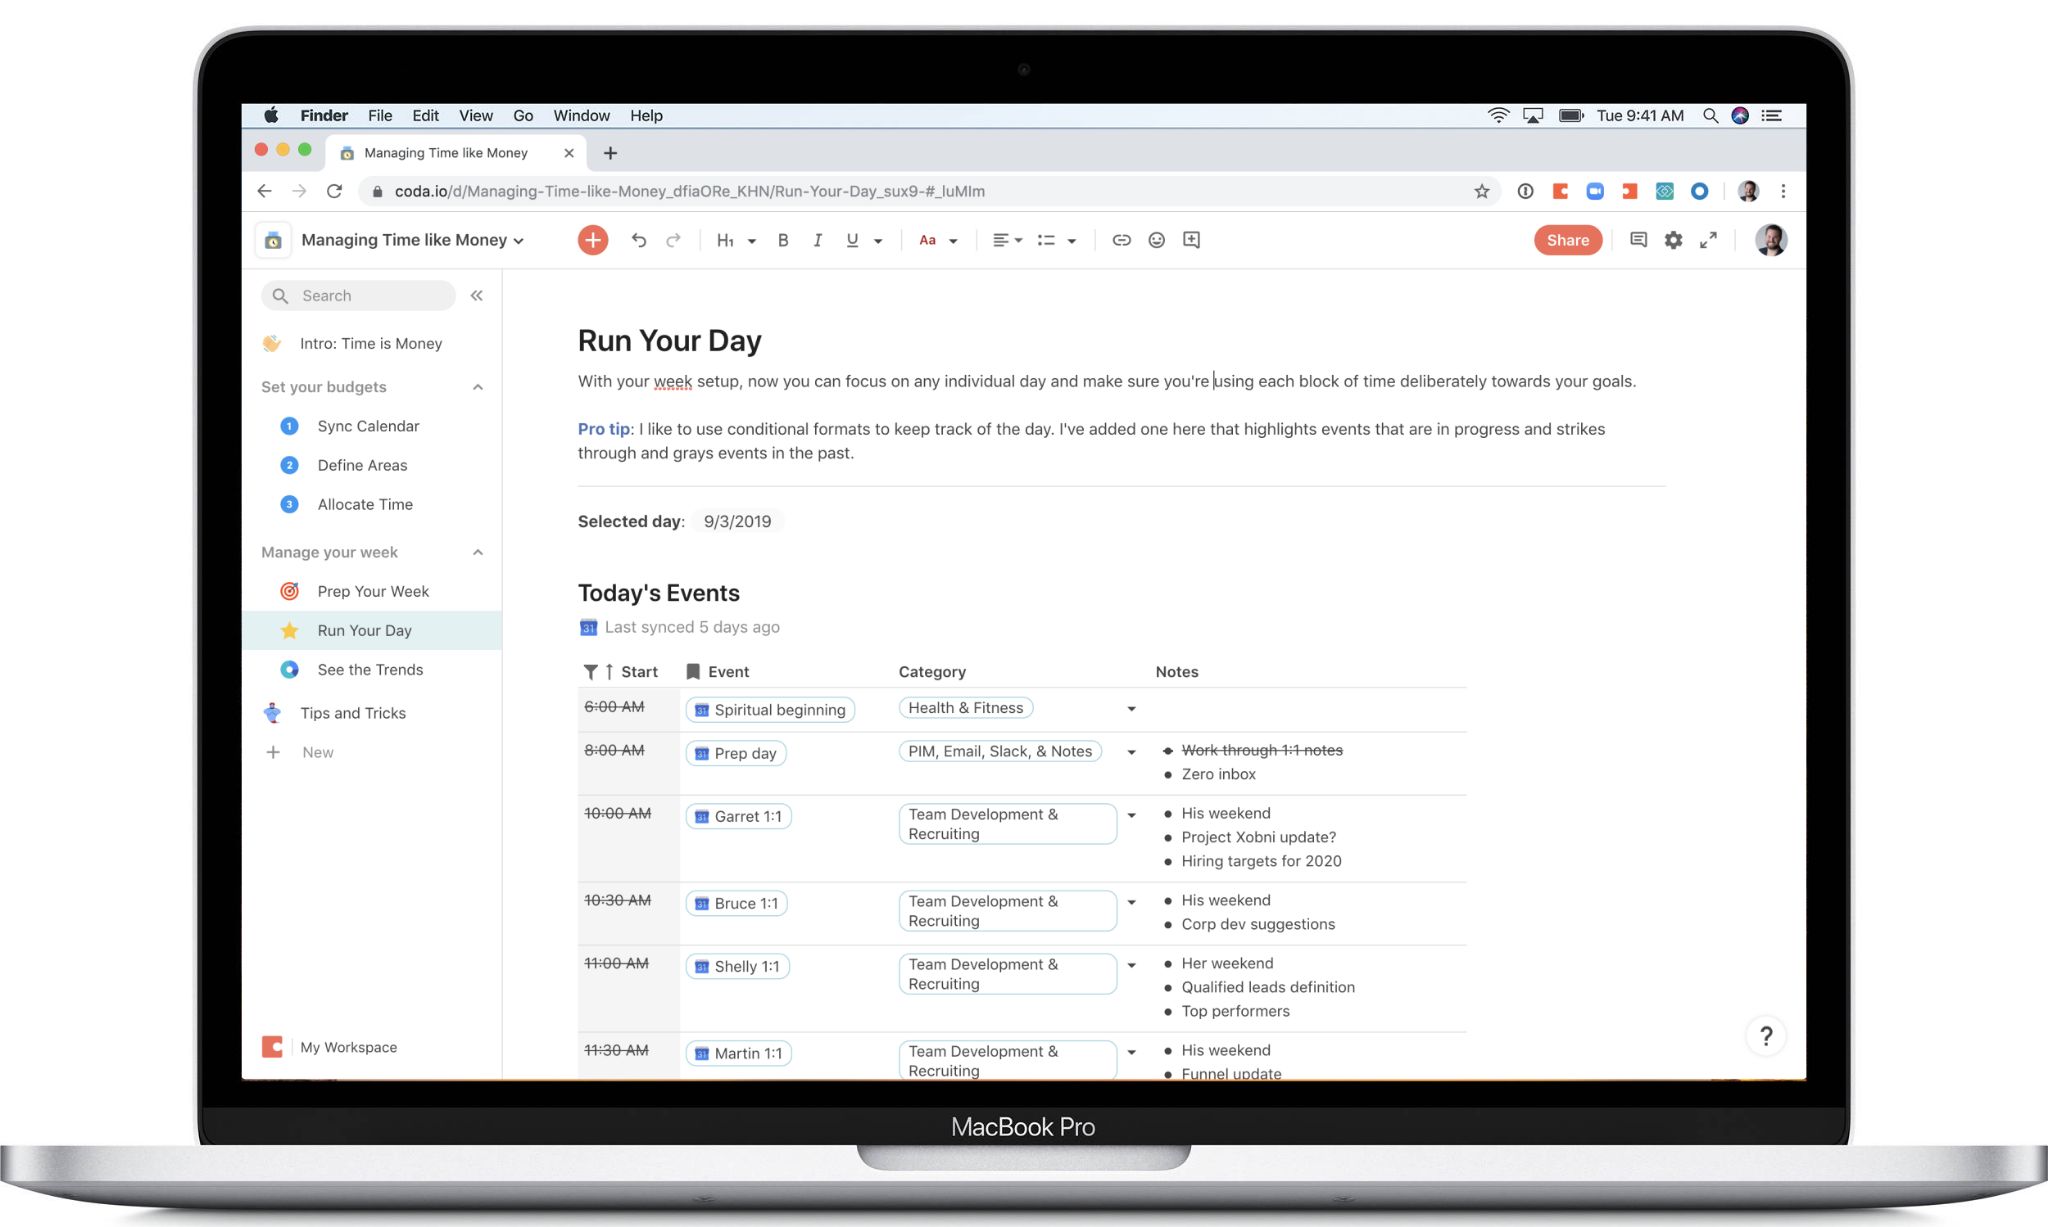 Finder File Edit View Go Window Help Tue 9:41 AM
Managing Time like Money
coda.io/d/Managing-Time-like-Money_dfiaORe_KHN/Run-Your-Day_sux9-#_luMIm
Managing Time like Money H1 B I U Aa Share
Search
Intro: Time is Money
Set your budgets
1 Sync Calendar
2 Define Areas
3 Allocate Time
Manage your week
Prep Your Week
Run Your Day
See the Trends
Tips and Tricks
New
My Workspace
Run Your Day
With your week setup, now you can focus on any individual day and make sure you're using each block of time deliberately towards your goals.
Pro tip: I like to use conditional formats to keep track of the day. I've added one here that highlights events that are in progress and strikes
through and grays events in the past.
Selected day: 9/3/2019
Today's Events
31 Last synced 5 days ago
Start Event Category Notes
6:00 AM 31 Spiritual beginning Health & Fitness
8:00 AM 31 Prep day PIM, Email, Slack, & Notes Work through 1:1 notes
Zero inbox
10:00 AM 31 Garret 1:1 Team Development & Recruiting His weekend
Project Xobni update?
Hiring targets for 2020
10:30 AM 31 Bruce 1:1 Team Development & Recruiting His weekend
Corp dev suggestions
11:00 AM 31 Shelly 1:1 Team Development & Recruiting Her weekend
Qualified leads definition
Top performers
11:30 AM 31 Martin 1:1 Team Development & Recruiting His weekend
Funnel update
?
MacBook Pro